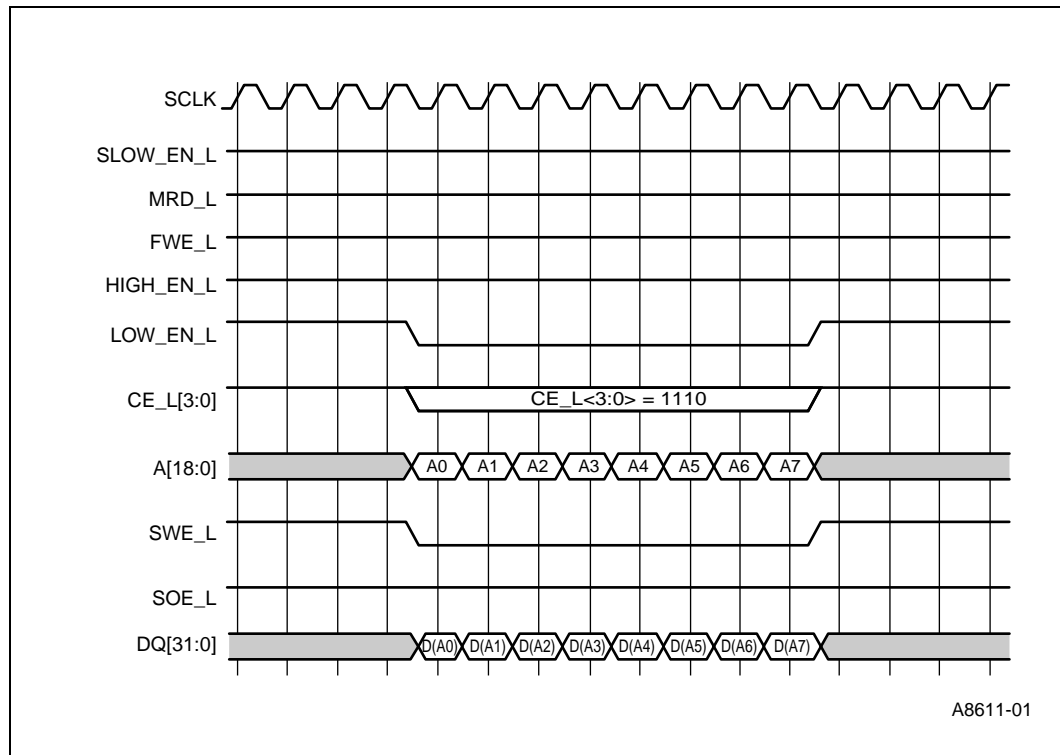 SCLK
SLOW_EN_L
MRD_L
FWE_L
HIGH_EN_L
LOW_EN_L
CE_L[3:0] CE_L<3:0> = 1110
A[18:0] A0 A1 A2 A3 A4 A5 A6 A7
SWE_L
SOE_L
DQ[31:0] D(A0) D(A1) D(A2) D(A3) D(A4) D(A5) D(A6) D(A7)
A8611-01